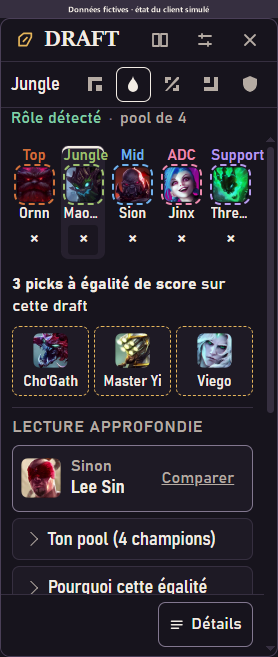 Données fictives · état du client simulé
DRAFT
Jungle
Rôle détecté · pool de 4
Top Jungle Mid ADC Support
Ornn Mao... Sion Jinx Thre...
× × × × ×
3 picks à égalité de score sur
cette draft
Cho'Gath Master Yi Viego
LECTURE APPROFONDIE
Sinon
Lee Sin
Comparer
Ton pool (4 champions)
Pourquoi cette égalité
Détails